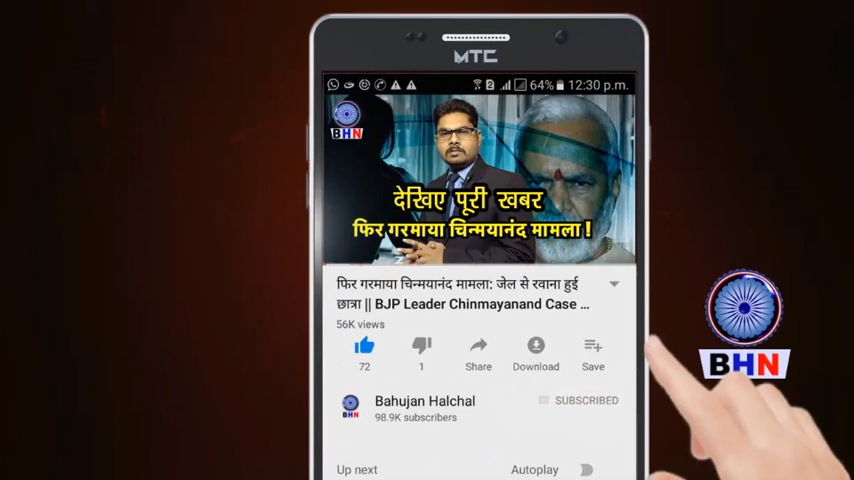 MTC
2 64% 12:30 p.m.
BHN
देखिए पूरी खबर
फिर गरमाया चिन्मयानंद मामला !
फिर गरमाया चिन्मयानंद मामला: जेल से रवाना हुई
छात्रा || BJP Leader Chinmayanand Case ...
56K views
72 1 Share Download Save
BHN
Bahujan Halchal SUBSCRIBED
98.9K subscribers
Up next Autoplay
BHN